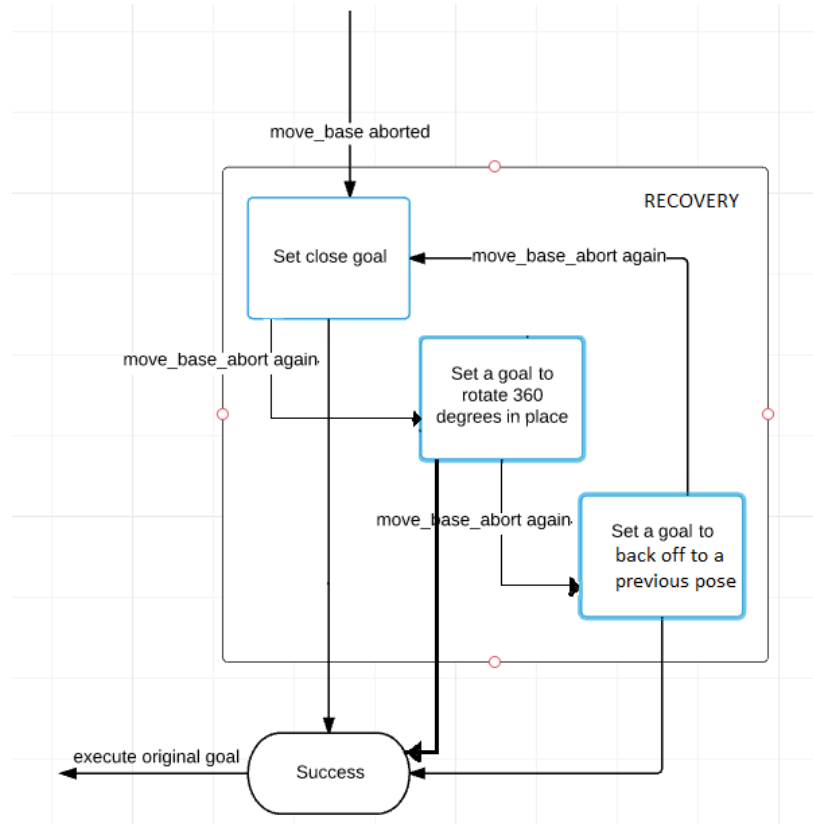 move_base aborted
RECOVERY
Set close goal
move_base_abort again
move_base_abort again
Set a goal to
rotate 360
degrees in place
move_base_abort again
Set a goal to
back off to a
previous pose
execute original goal
Success